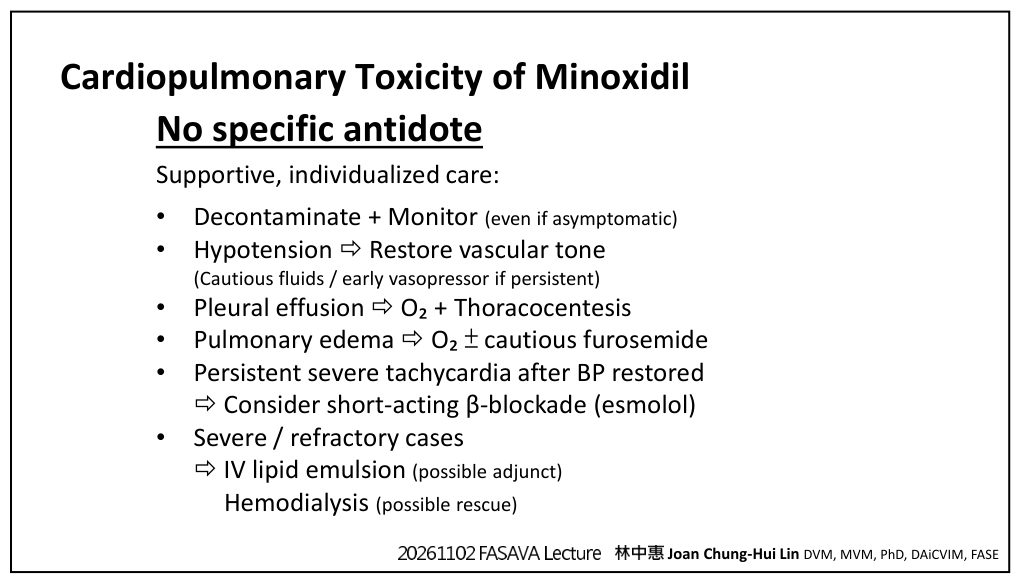 Cardiopulmonary Toxicity of Minoxidil
No specific antidote
Supportive, individualized care:
• Decontaminate + Monitor (even if asymptomatic)
• Hypotension ⇨ Restore vascular tone
(Cautious fluids / early vasopressor if persistent)
• Pleural effusion ⇨ O₂ + Thoracocentesis
• Pulmonary edema ⇨ O₂ ± cautious furosemide
• Persistent severe tachycardia after BP restored
⇨ Consider short-acting β-blockade (esmolol)
• Severe / refractory cases
⇨ IV lipid emulsion (possible adjunct)
Hemodialysis (possible rescue)
20261102 FASAVA Lecture 林中惠 Joan Chung-Hui Lin DVM, MVM, PhD, DAiCVIM, FASE